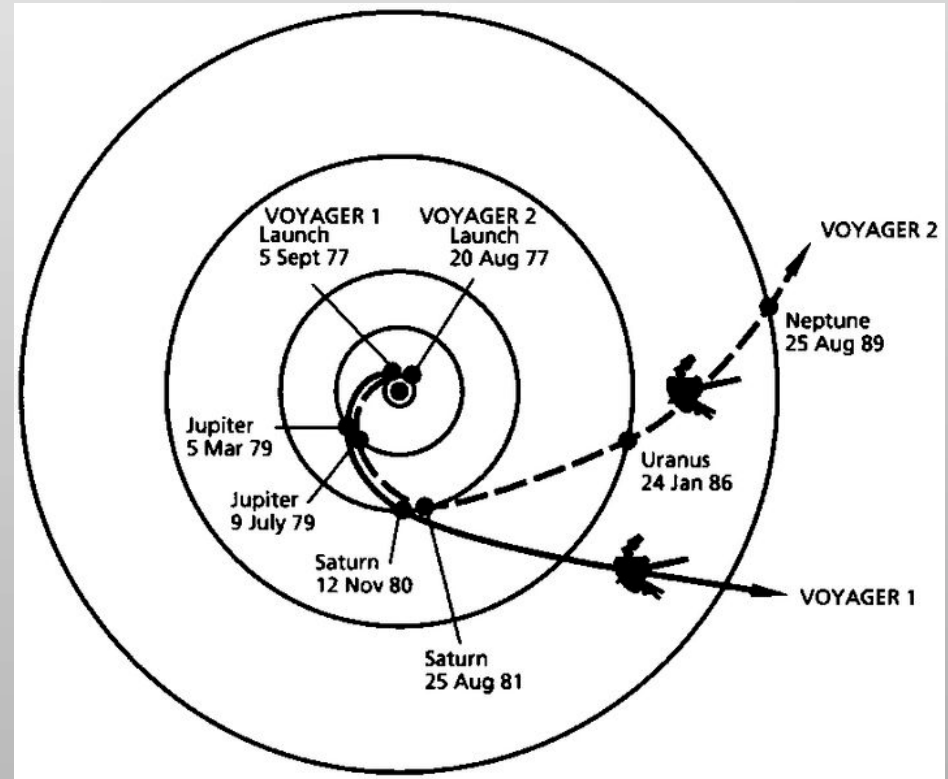 VOYAGER 1
Launch
5 Sept 77
VOYAGER 2
Launch
20 Aug 77
VOYAGER 2
Neptune
25 Aug 89
Jupiter
5 Mar 79
Uranus
24 Jan 86
Jupiter
9 July 79
Saturn
12 Nov 80
VOYAGER 1
Saturn
25 Aug 81